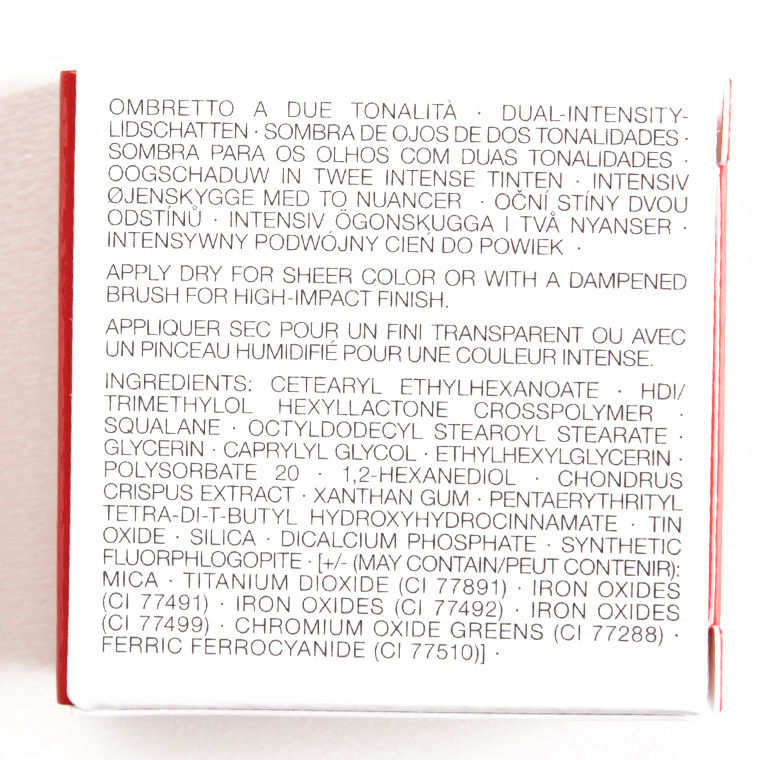 OMBRETTO A DUE TONALITÀ · DUAL-INTENSITY-
LIDSCHATTEN · SOMBRA DE OJOS DE DOS TONALIDADES ·
SOMBRA PARA OS OLHOS COM DUAS TONALIDADES ·
OOGSCHADUW IN TWEE INTENSE TINTEN · INTENSIV
ØJENSKYGGE MED TO NUANCER · OČNÍ STÍNY DVOU
ODSTÍNŮ · INTENSIV ÖGONSKUGGA I TVÅ NYANSER ·
INTENSYWNY PODWÓJNY CIEŃ DO POWIEK ·
APPLY DRY FOR SHEER COLOR OR WITH A DAMPENED
BRUSH FOR HIGH-IMPACT FINISH.
APPLIQUER SEC POUR UN FINI TRANSPARENT OU AVEC
UN PINCEAU HUMIDIFIÉ POUR UNE COULEUR INTENSE.
INGREDIENTS: CETEARYL ETHYLHEXANOATE · HDI/
TRIMETHYLOL HEXYLLACTONE CROSSPOLYMER ·
SQUALANE · OCTYLDODECYL STEAROYL STEARATE ·
GLYCERIN · CAPRYLYL GLYCOL · ETHYLHEXYLGLYCERIN ·
POLYSORBATE 20 · 1,2-HEXANEDIOL · CHONDRUS
CRISPUS EXTRACT · XANTHAN GUM · PENTAERYTHRITYL
TETRA-DI-T-BUTYL HYDROXYHYDROCINNAMATE · TIN
OXIDE · SILICA · DICALCIUM PHOSPHATE · SYNTHETIC
FLUORPHLOGOPITE · [+/- (MAY CONTAIN/PEUT CONTENIR):
MICA · TITANIUM DIOXIDE (CI 77891) · IRON OXIDES
(CI 77491) · IRON OXIDES (CI 77492) · IRON OXIDES
(CI 77499) · CHROMIUM OXIDE GREENS (CI 77288) ·
FERRIC FERROCYANIDE (CI 77510)] ·